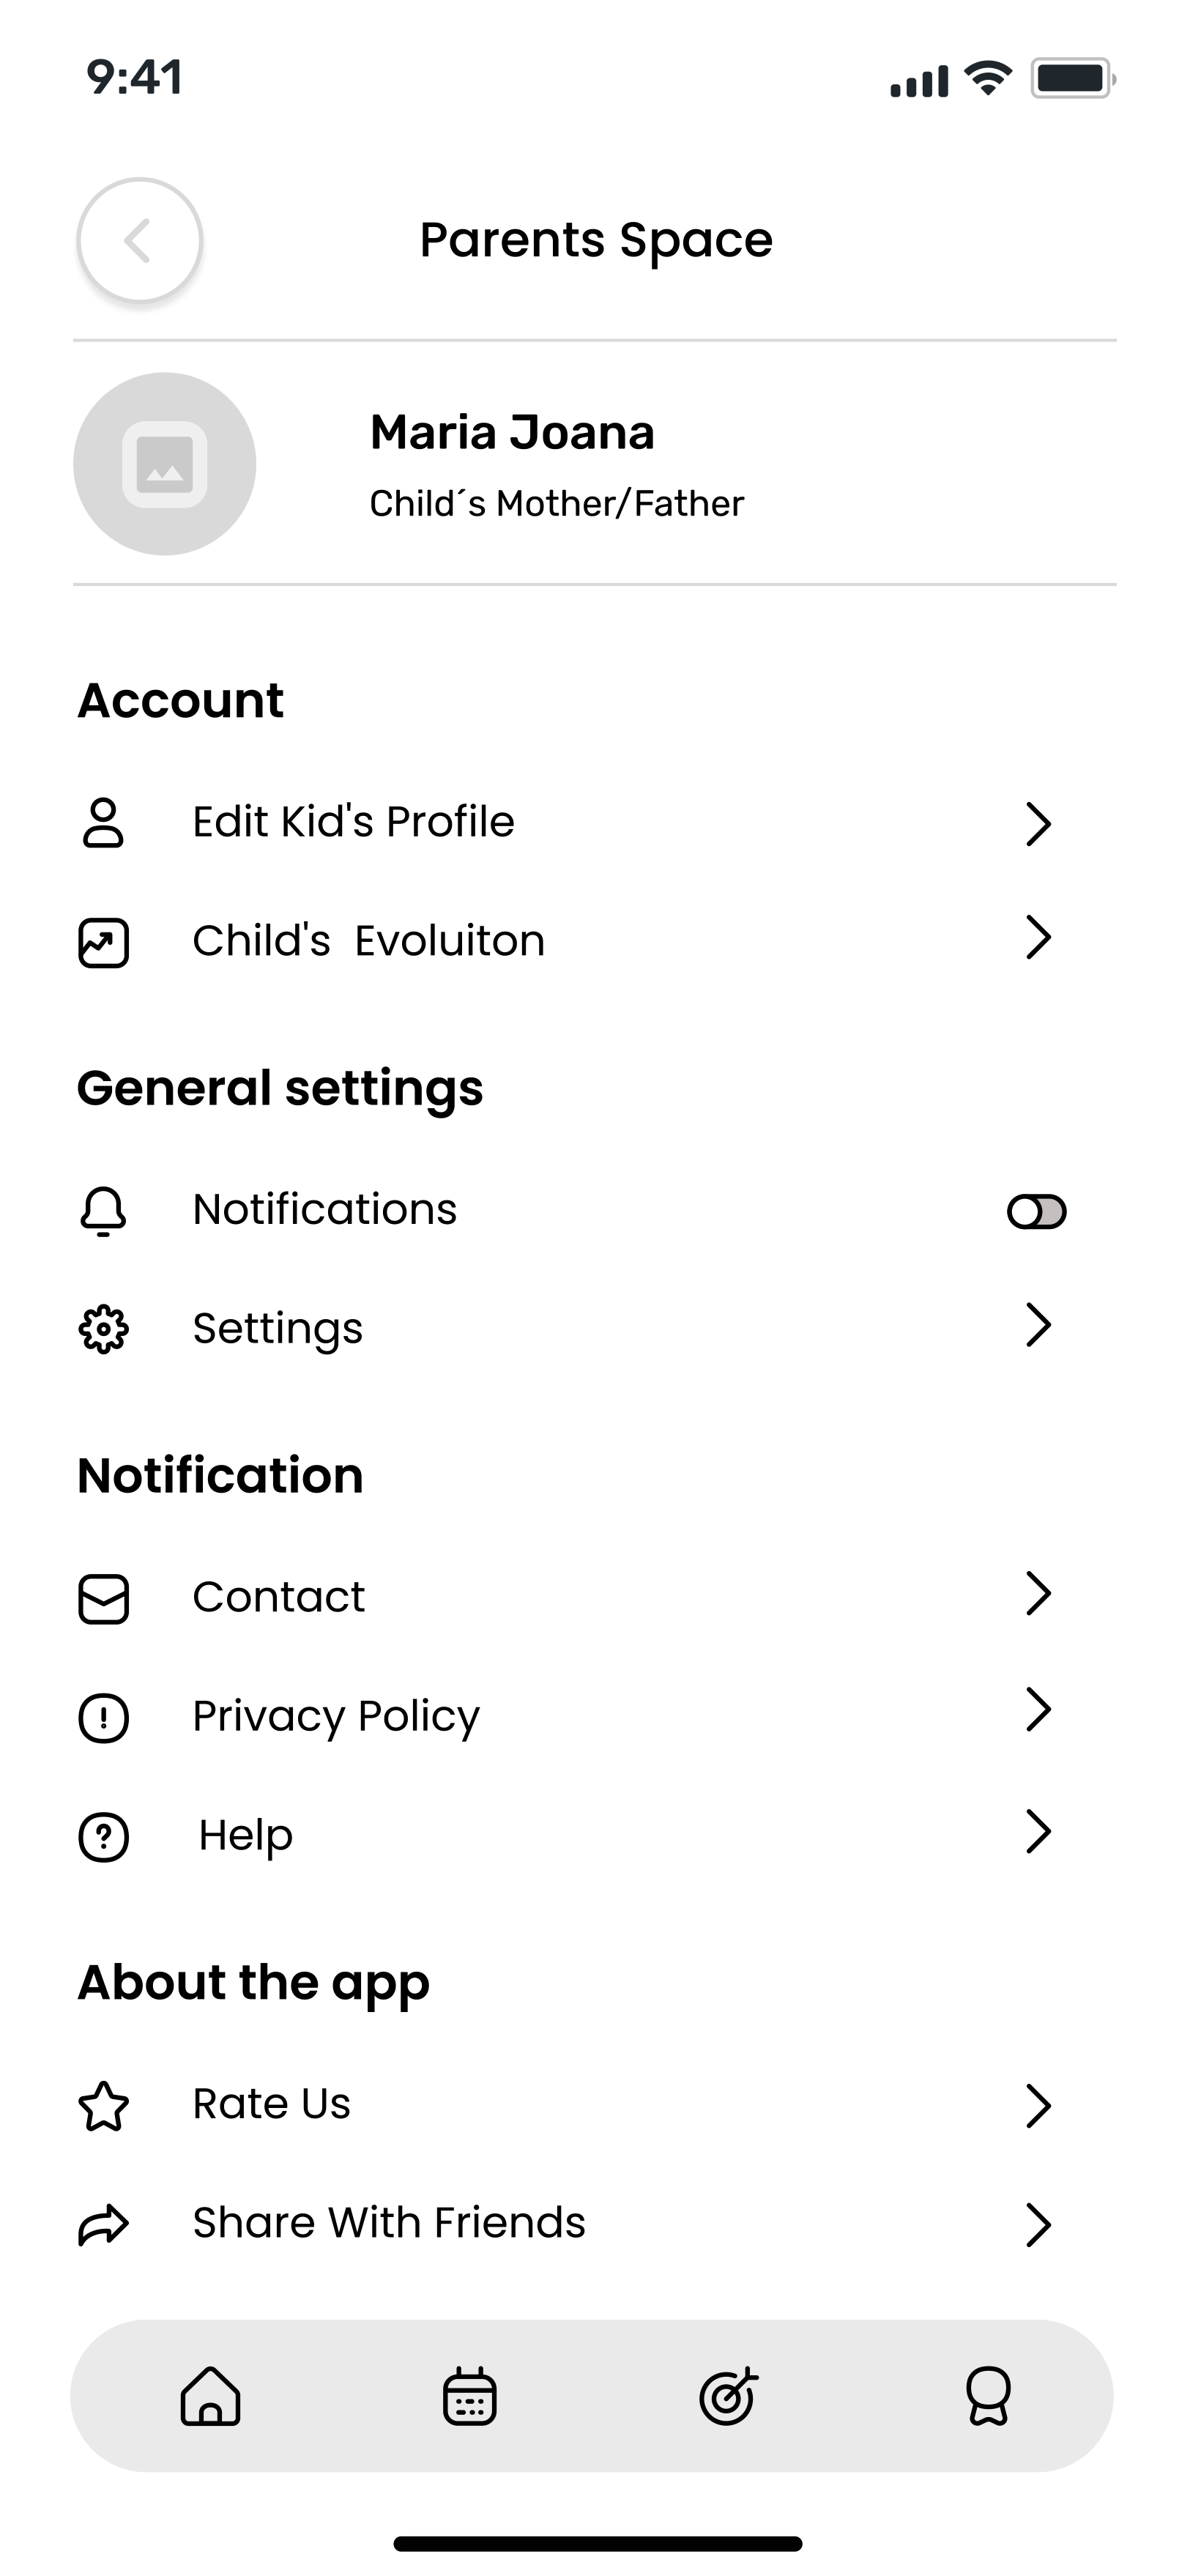 9:41
Parents Space
Maria Joana
Child´s Mother/Father
Account
Edit Kid's Profile
Child's  Evoluiton
General settings
Notifications
Settings
Notification
Contact
Privacy Policy
Help
About the app
Rate Us
Share With Friends